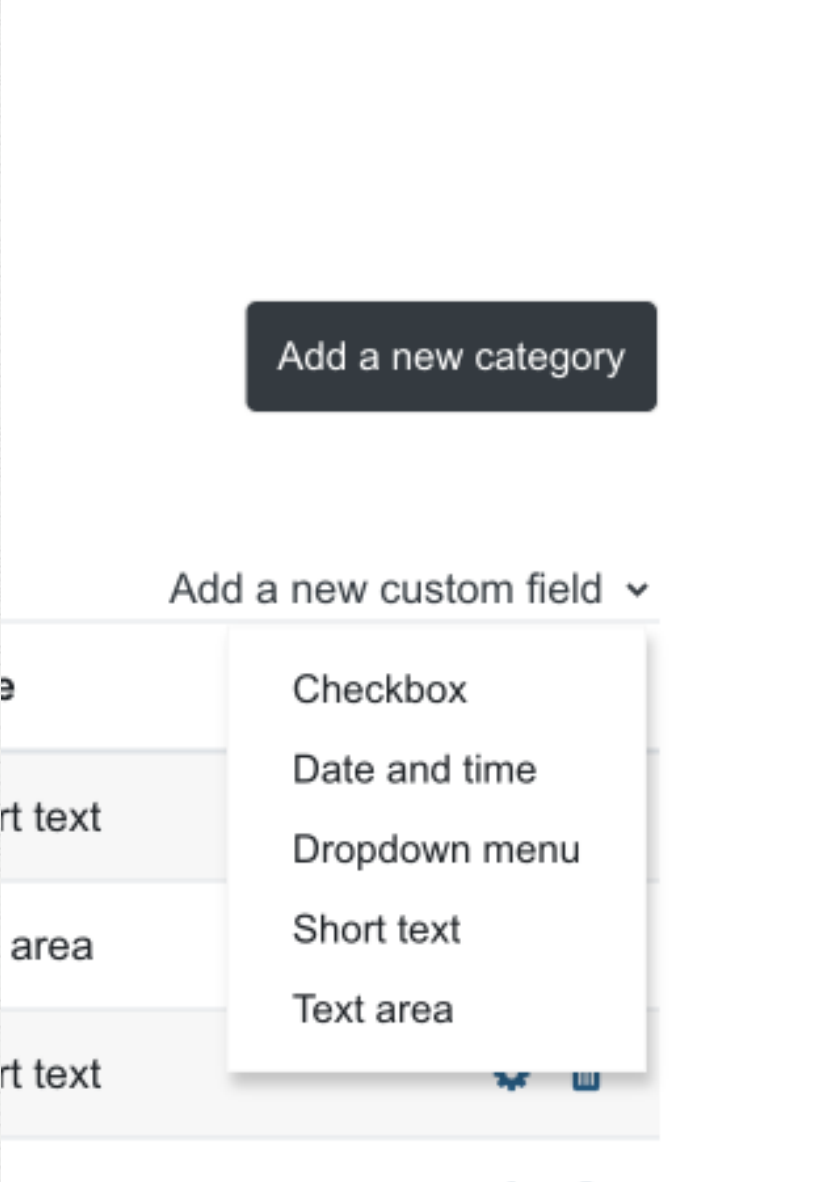 Add a new category
Add a new custom field
Checkbox
Date and time
rt text
Dropdown menu
area
Short text
Text area
rt text